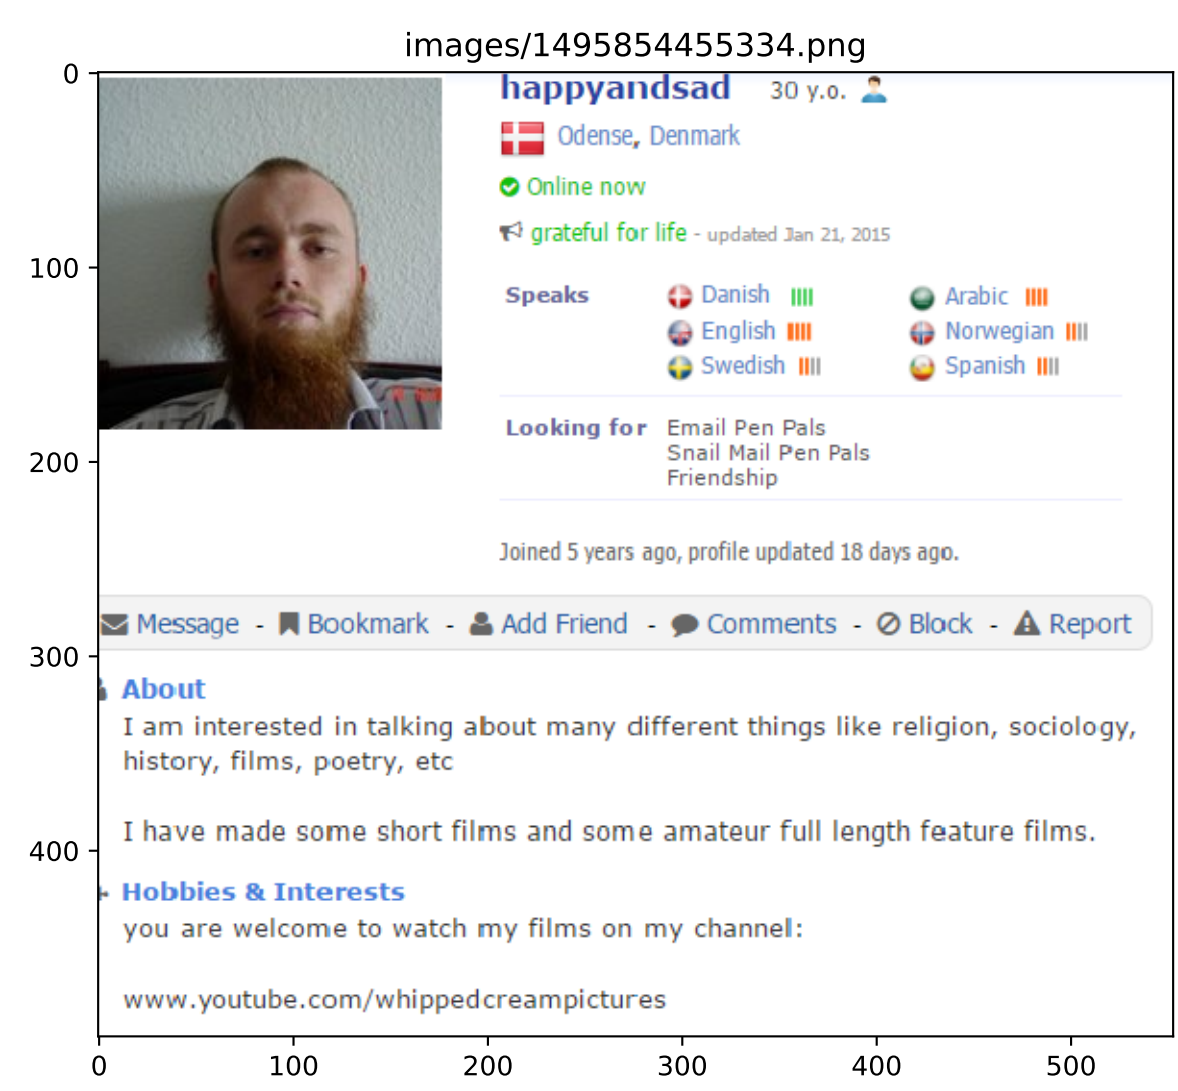 images/1495854455334.png
happyandsad 30 y.o.
Odense, Denmark
Online now
grateful for life - updated Jan 21, 2015
Speaks Danish Arabic
English Norwegian
Swedish Spanish
Looking for Email Pen Pals
Snail Mail Pen Pals
Friendship
Joined 5 years ago, profile updated 18 days ago.
Message - Bookmark - Add Friend - Comments - Block - Report
About
I am interested in talking about many different things like religion, sociology,
history, films, poetry, etc
I have made some short films and some amateur full length feature films.
Hobbies & Interests
you are welcome to watch my films on my channel:
www.youtube.com/whippedcreampictures
0
100
200
300
400
0 100 200 300 400 500